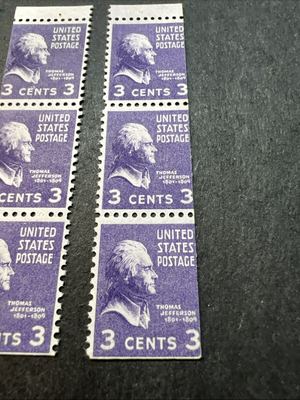 UNITED
STATES
POSTAGE
THOMAS
JEFFERSON
1801-1809
3 CENTS 3
UNITED
STATES
POSTAGE
THOMAS
JEFFERSON
1801-1809
3 CENTS 3
UNITED
STATES
POSTAGE
THOMAS
JEFFERSON
1801-1809
CENTS 3
UNITED
STATES
POSTAGE
THOMAS
JEFFERSON
1801-1809
3 CENTS 3
UNITED
STATES
POSTAGE
THOMAS
JEFFERSON
1801-1809
NTS 3
UNITED
STATES
POSTAGE
THOMAS
JEFFERSON
1801-1809
3 CENTS 3